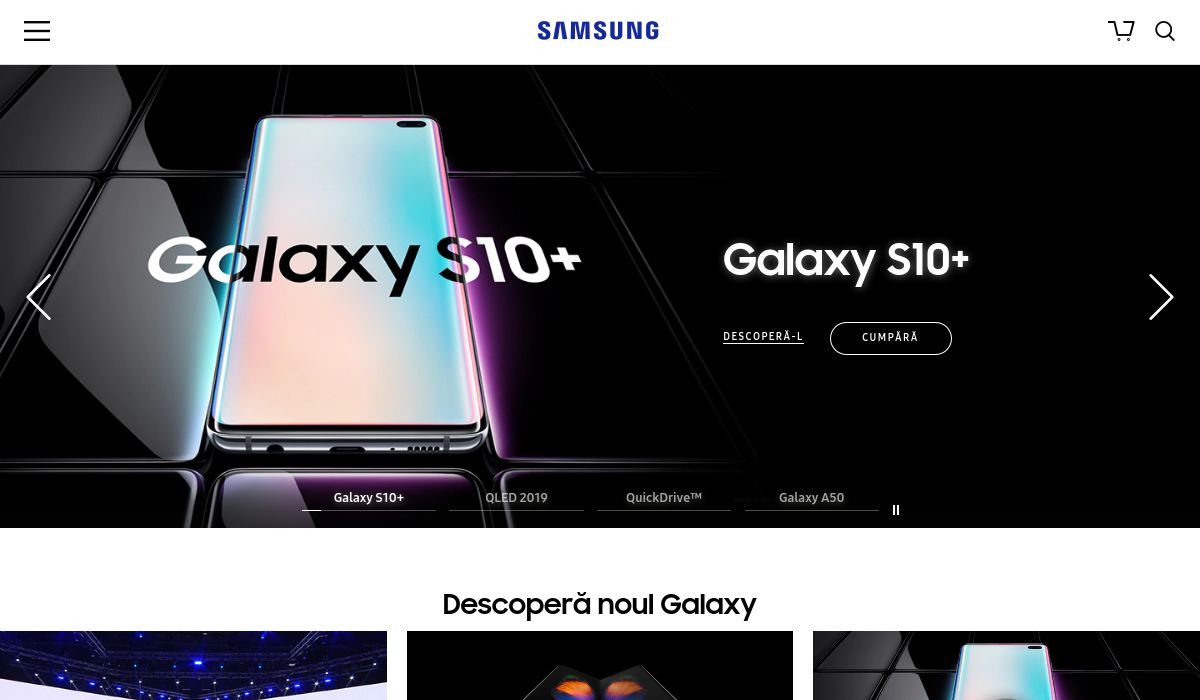 SAMSUNG
Galaxy S10+
Galaxy S10+
DESCOPERĂ-L
CUMPĂRĂ
Galaxy S10+
QLED 2019
QuickDrive™
Galaxy A50
Descoperă noul Galaxy